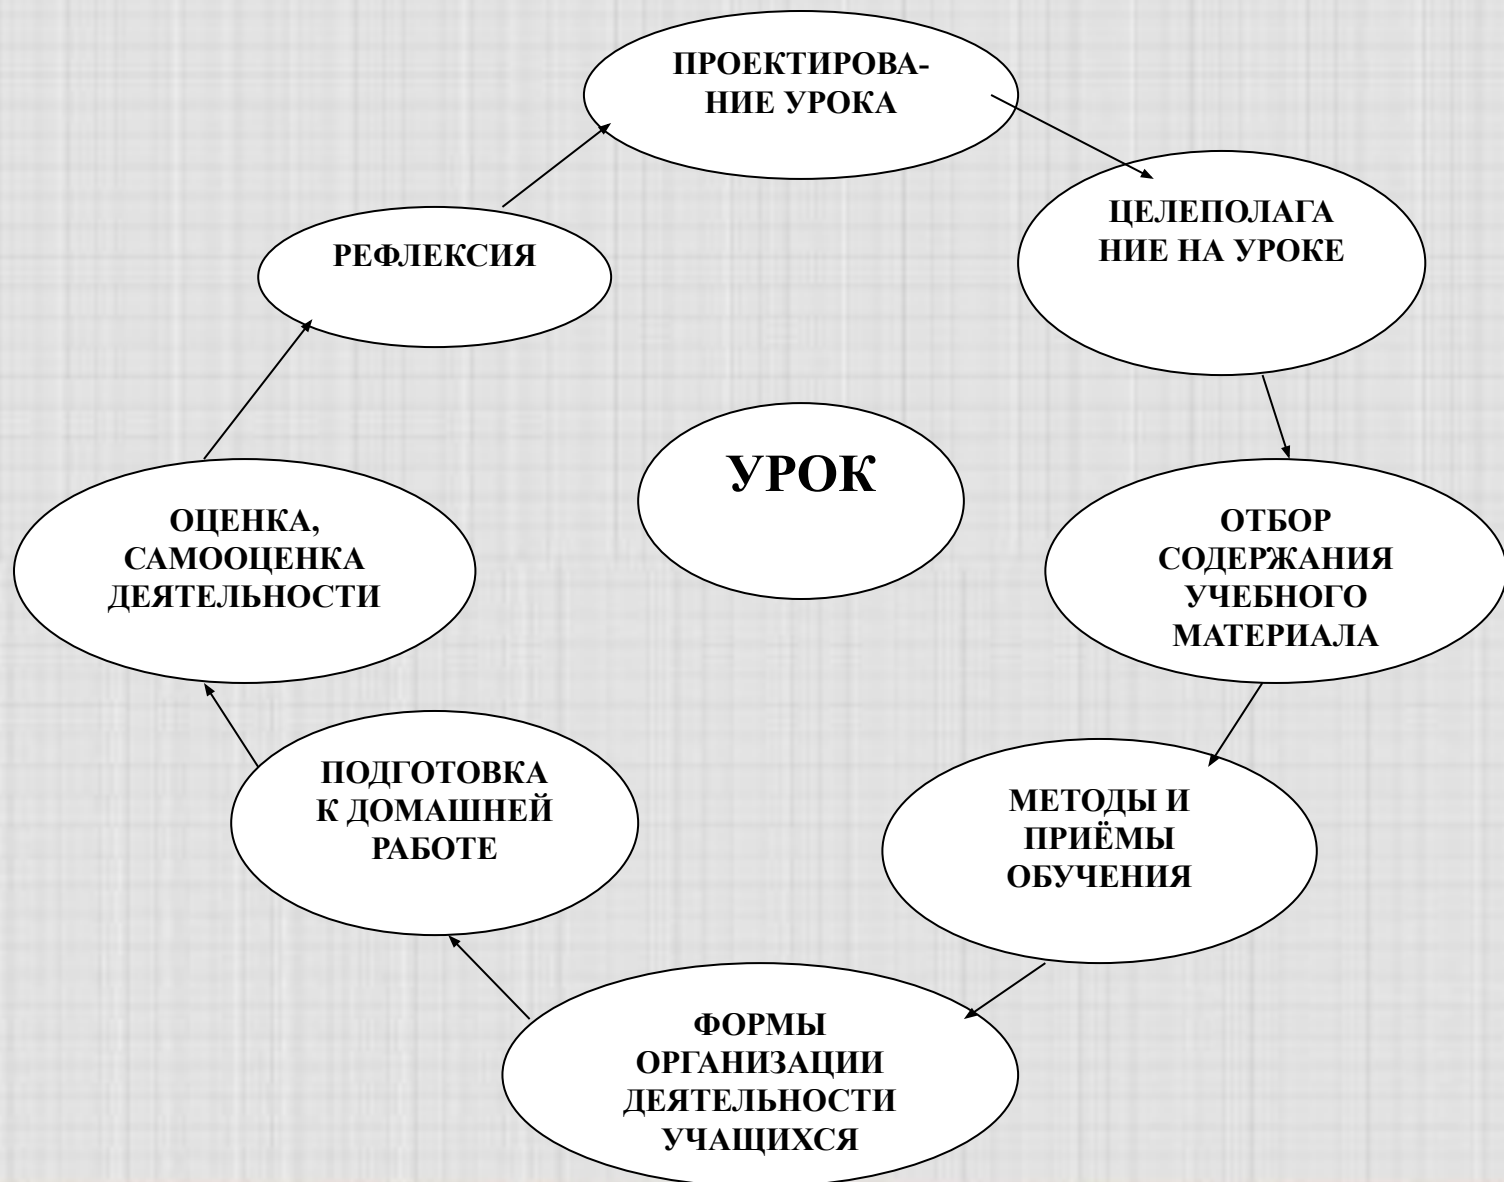 ПРОЕКТИРОВА-
НИЕ УРОКА
ЦЕЛЕПОЛАГА
НИЕ НА УРОКЕ
РЕФЛЕКСИЯ
УРОК
ОТБОР
СОДЕРЖАНИЯ
УЧЕБНОГО
МАТЕРИАЛА
ОЦЕНКА,
САМООЦЕНКА
ДЕЯТЕЛЬНОСТИ
ПОДГОТОВКА
К ДОМАШНЕЙ
РАБОТЕ
МЕТОДЫ И
ПРИЁМЫ
ОБУЧЕНИЯ
ФОРМЫ
ОРГАНИЗАЦИИ
ДЕЯТЕЛЬНОСТИ
УЧАЩИХСЯ